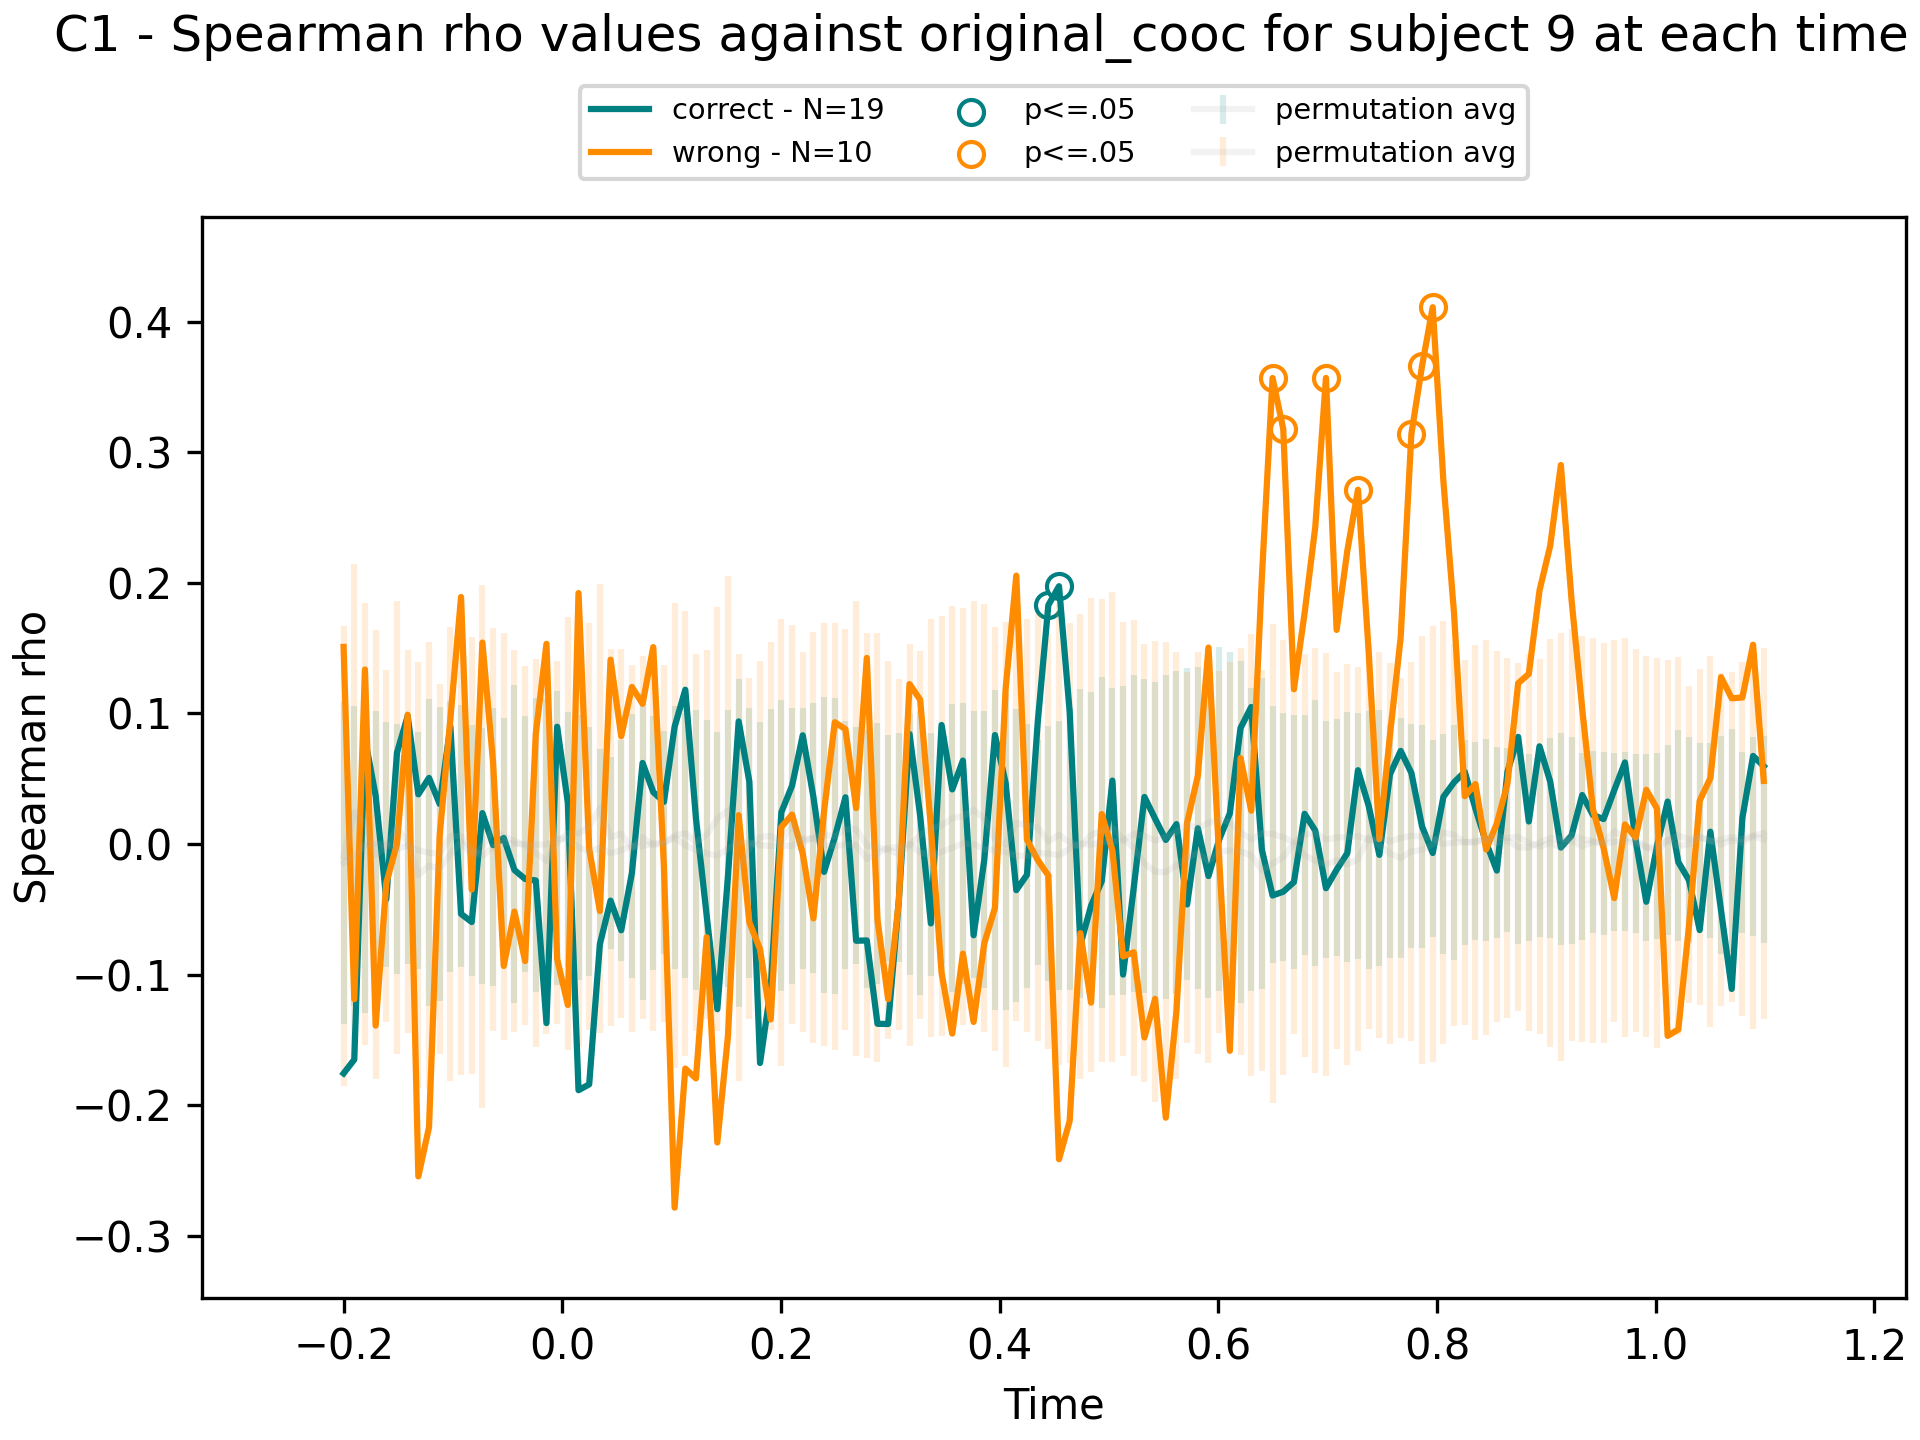 C1 - Spearman rho values against original_cooc for subject 9 at each time
correct - N=19
wrong - N=10
p<=.05
p<=.05
permutation avg
permutation avg
Spearman rho
0.4
0.3
0.2
0.1
0.0
−0.1
−0.2
−0.3
−0.2
0.0
0.2
0.4
0.6
0.8
1.0
1.2
Time